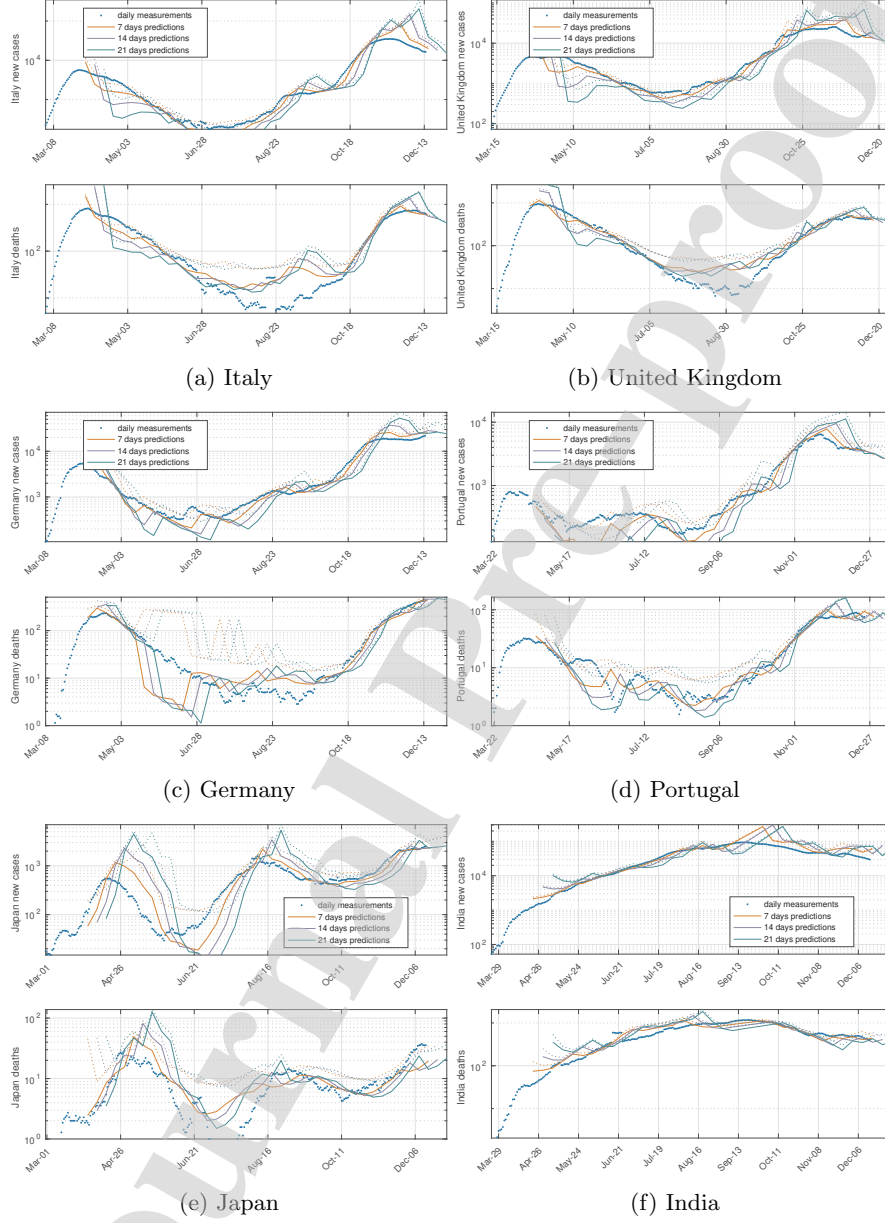 Italy new cases
10^4
daily measurements
7 days predictions
14 days predictions
21 days predictions
Mar-08 May-03 Jun-28 Aug-23 Oct-18 Dec-13
Italy deaths
10^2
Mar-08 May-03 Jun-28 Aug-23 Oct-18 Dec-13
(a) Italy
United Kingdom new cases
10^4
10^2
daily measurements
7 days predictions
14 days predictions
21 days predictions
Mar-15 May-10 Jul-05 Aug-30 Oct-25 Dec-20
United Kingdom deaths
10^2
Mar-15 May-10 Jul-05 Aug-30 Oct-25 Dec-20
(b) United Kingdom
Germany new cases
10^4
10^3
daily measurements
7 days predictions
14 days predictions
21 days predictions
Mar-08 May-03 Jun-28 Aug-23 Oct-18 Dec-13
Germany deaths
10^2
10^1
10^0
Mar-08 May-03 Jun-28 Aug-23 Oct-18 Dec-13
(c) Germany
Portugal new cases
10^4
10^3
daily measurements
7 days predictions
14 days predictions
21 days predictions
Mar-22 May-17 Jul-12 Sep-06 Nov-01 Dec-27
Portugal deaths
10^2
10^1
10^0
Mar-22 May-17 Jul-12 Sep-06 Nov-01 Dec-27
(d) Portugal
Japan new cases
10^3
10^2
daily measurements
7 days predictions
14 days predictions
21 days predictions
Mar-01 Apr-26 Jun-21 Aug-16 Oct-11 Dec-06
Japan deaths
10^2
10^1
10^0
Mar-01 Apr-26 Jun-21 Aug-16 Oct-11 Dec-06
(e) Japan
India new cases
10^4
10^2
daily measurements
7 days predictions
14 days predictions
21 days predictions
Mar-29 Apr-26 May-24 Jun-21 Jul-19 Aug-16 Sep-13 Oct-11 Nov-08 Dec-06
India deaths
10^2
Mar-29 Apr-26 May-24 Jun-21 Jul-19 Aug-16 Sep-13 Oct-11 Nov-08 Dec-06
(f) India
Journal Pre-proof